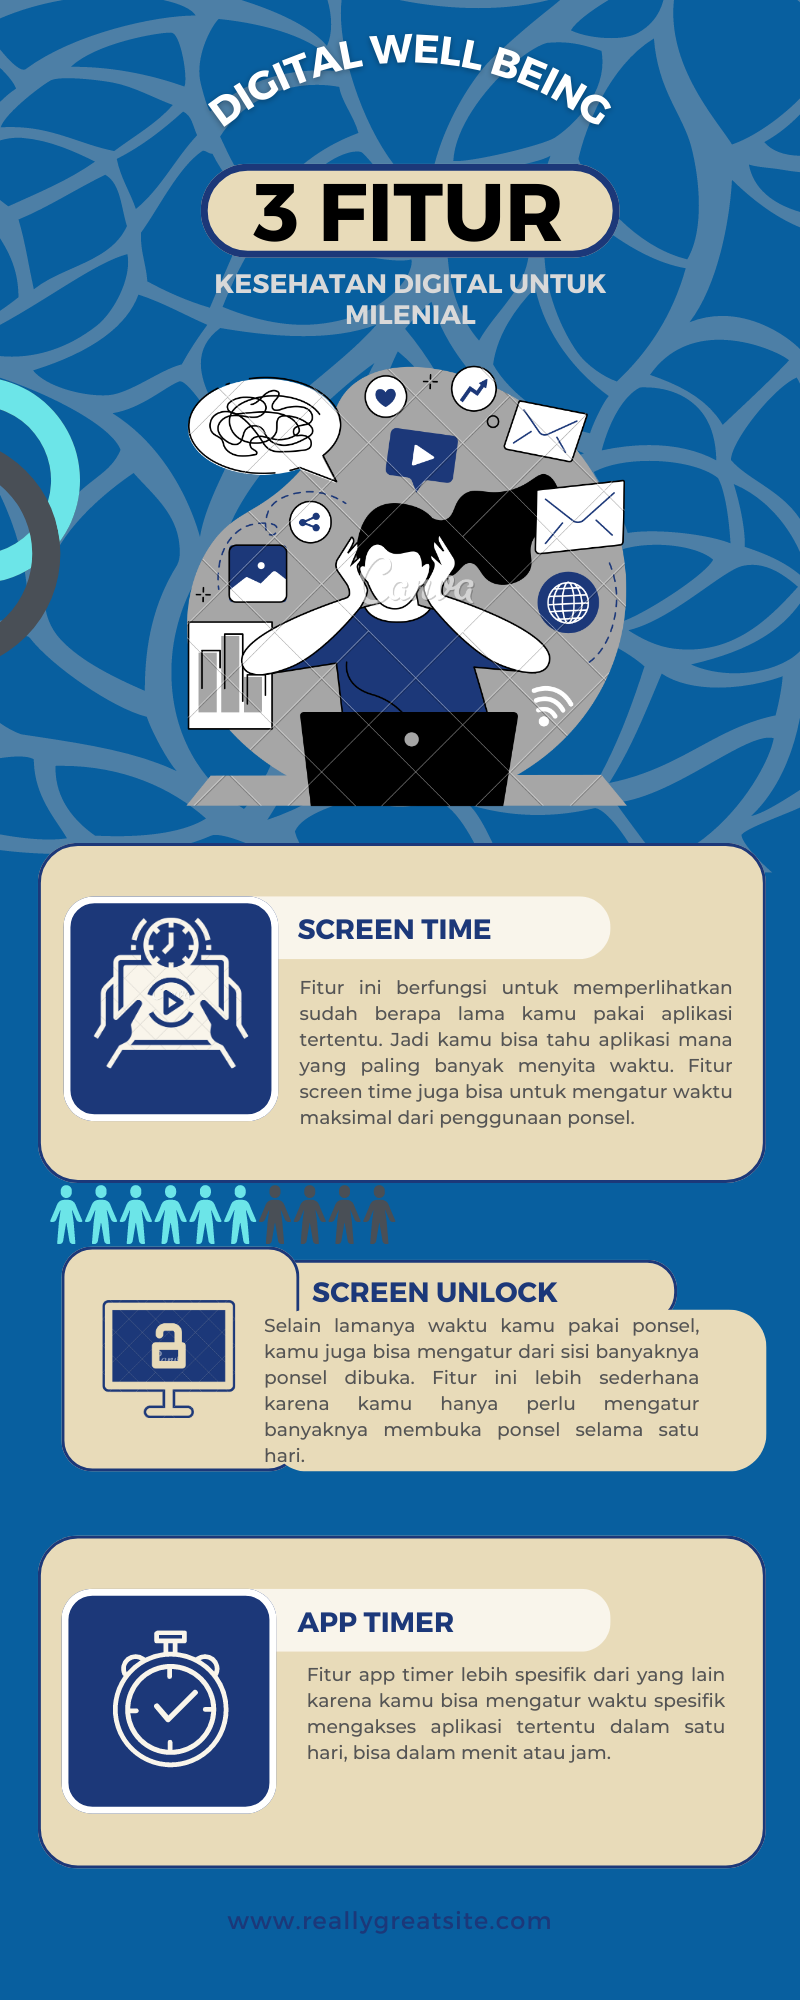 DIGITAL WELL BEING
3 FITUR
KESEHATAN DIGITAL UNTUK
MILENIAL
Canva
SCREEN TIME
Fitur ini berfungsi untuk memperlihatkan
sudah berapa lama kamu pakai aplikasi
tertentu. Jadi kamu bisa tahu aplikasi mana
yang paling banyak menyita waktu. Fitur
screen time juga bisa untuk mengatur waktu
maksimal dari penggunaan ponsel.
SCREEN UNLOCK
Selain lamanya waktu kamu pakai ponsel,
kamu juga bisa mengatur dari sisi banyaknya
ponsel dibuka. Fitur ini lebih sederhana
karena kamu hanya perlu mengatur
banyaknya membuka ponsel selama satu
hari.
APP TIMER
Fitur app timer lebih spesifik dari yang lain
karena kamu bisa mengatur waktu spesifik
mengakses aplikasi tertentu dalam satu
hari, bisa dalam menit atau jam.
www.reallygreatsite.com